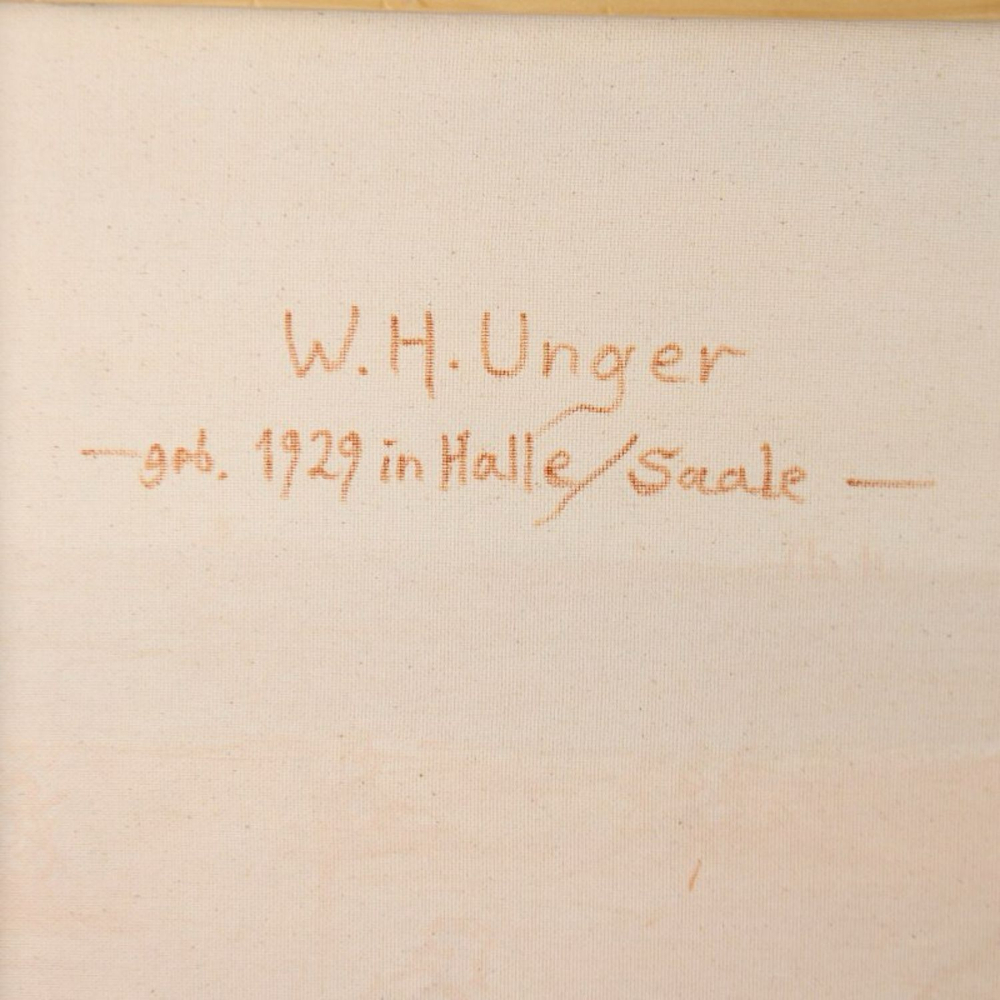 W.H. Unger
— geb. 1929 in Halle/Saale —